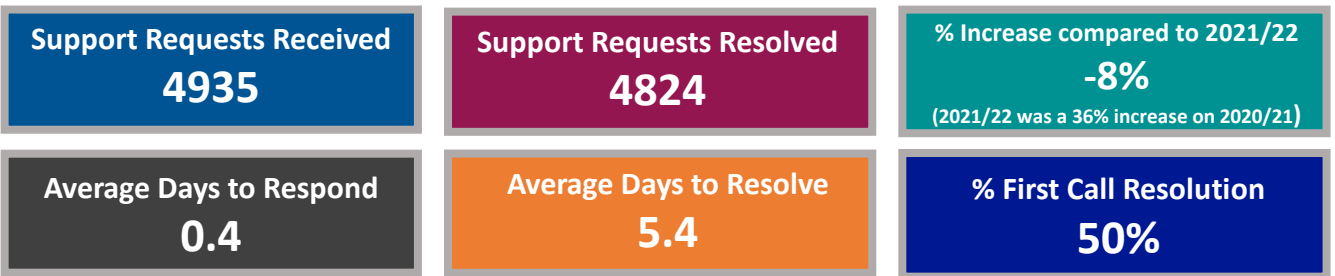 Support Requests Received
4935
Support Requests Resolved
4824
% Increase compared to 2021/22
-8%
(2021/22 was a 36% increase on 2020/21)
Average Days to Respond
0.4
Average Days to Resolve
5.4
% First Call Resolution
50%